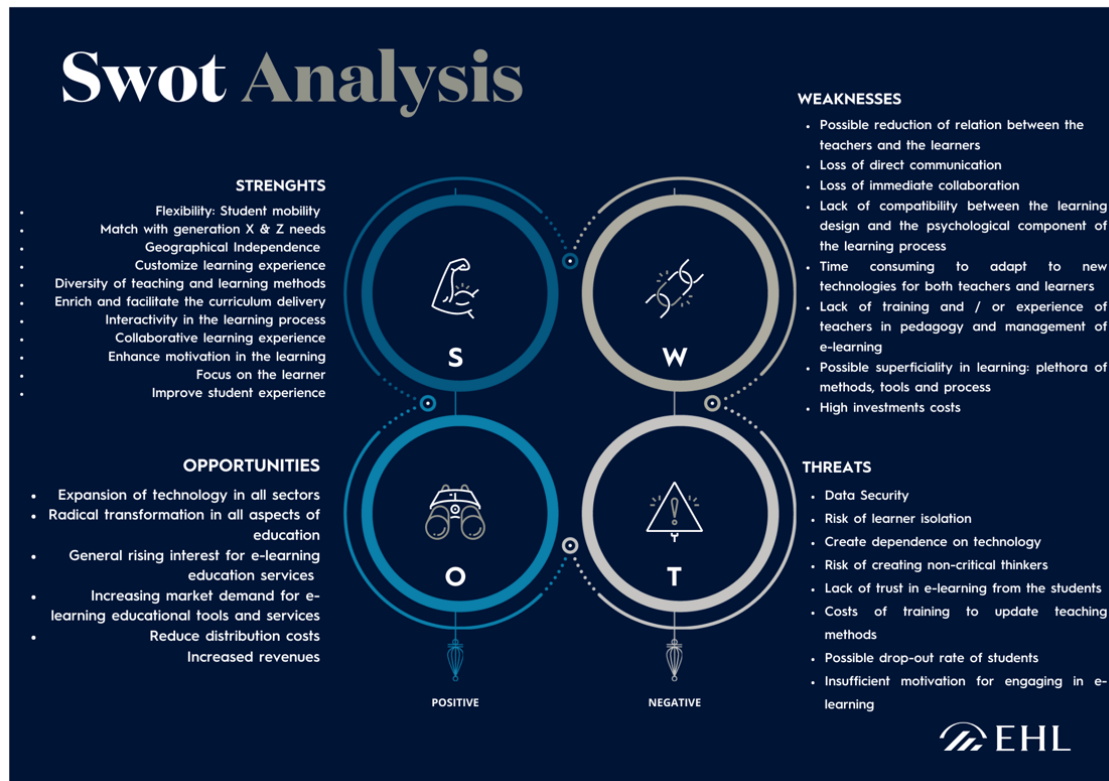 Swot Analysis
STRENGHTS
Flexibility: Student mobility
Match with generation X & Z needs
Geographical Independence
Customize learning experience
Diversity of teaching and learning methods
Enrich and facilitate the curriculum delivery
Interactivity in the learning process
Collaborative learning experience
Enhance motivation in the learning
Focus on the learner
Improve student experience
WEAKNESSES
Possible reduction of relation between the
teachers and the learners
Loss of direct communication
Loss of immediate collaboration
Lack of compatibility between the learning
design and the psychological component of
the learning process
Time consuming to adapt to new
technologies for both teachers and learners
Lack of training and / or experience of
teachers in pedagogy and management of
e-learning
Possible superficiality in learning: plethora of
methods, tools and process
High investments costs
S
W
OPPORTUNITIES
Expansion of technology in all sectors
Radical transformation in all aspects of
education
General rising interest for e-learning
education services
Increasing market demand for e-
learning educational tools and services
Reduce distribution costs
Increased revenues
O
T
THREATS
Data Security
Risk of learner isolation
Create dependence on technology
Risk of creating non-critical thinkers
Lack of trust in e-learning from the students
Costs of training to update teaching
methods
Possible drop-out rate of students
Insufficient motivation for engaging in e-
learning
POSITIVE
NEGATIVE
EHL